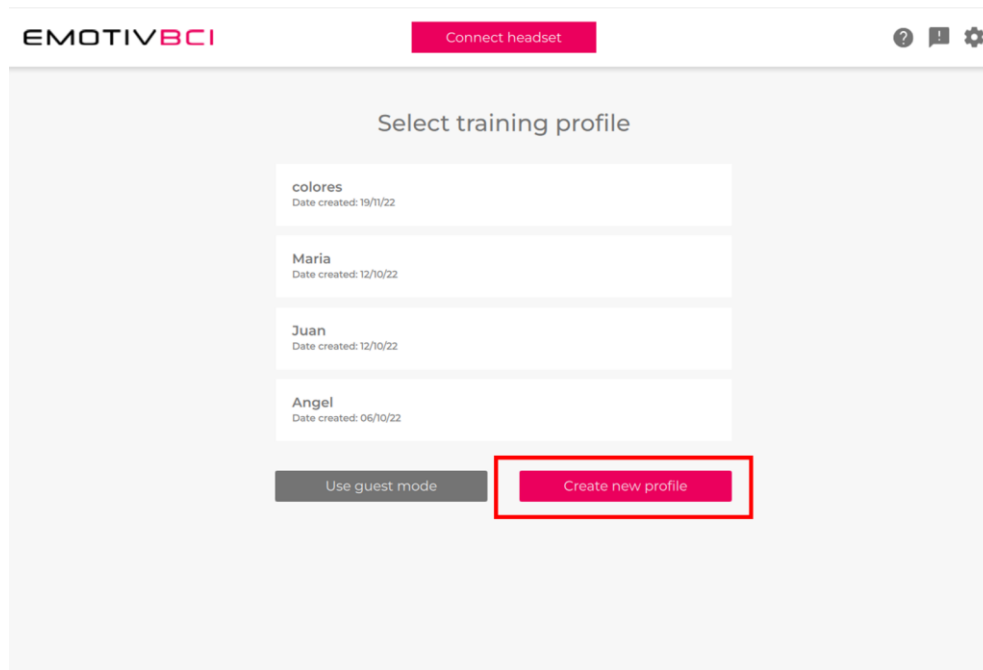 EMOTIVBCI
Connect headset
Select training profile
colores
Date created: 19/11/22
Maria
Date created: 12/10/22
Juan
Date created: 12/10/22
Angel
Date created: 06/10/22
Use guest mode
Create new profile